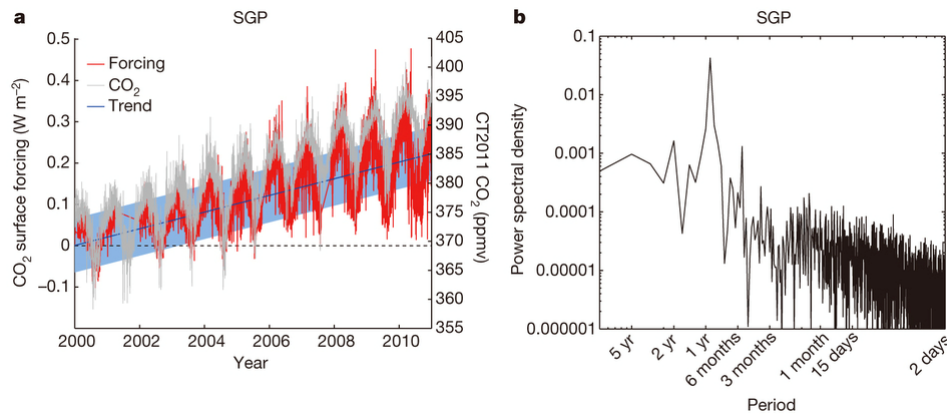 a
SGP
0.5
0.4
0.3
0.2
0.1
0
−0.1
CO2 surface forcing (W m−2)
Forcing
CO2
Trend
405
400
395
390
385
380
375
370
365
360
355
CT2011 CO2 (ppmv)
2000
2002
2004
2006
2008
2010
Year
b
SGP
0.1
0.01
0.001
0.0001
0.00001
0.000001
Power spectral density
5 yr
2 yr
1 yr
6 months
3 months
1 month
15 days
2 days
Period